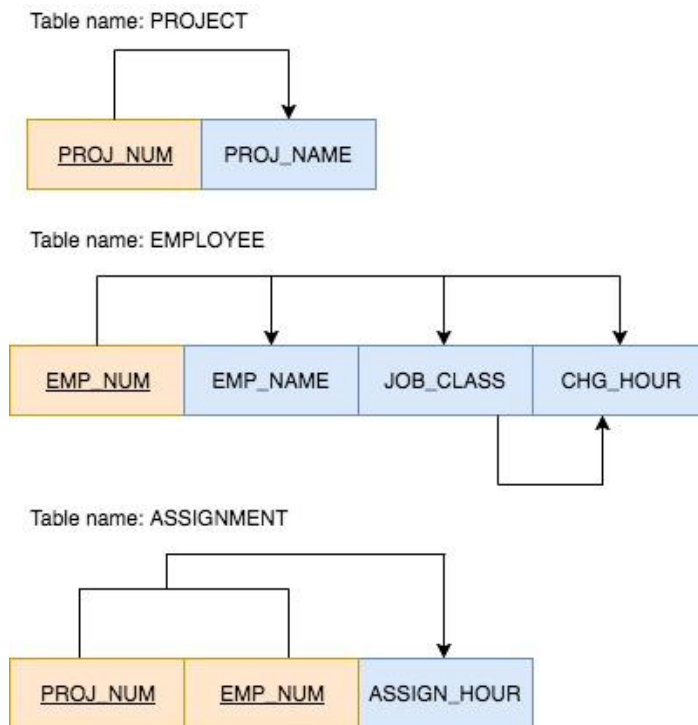 Table name: PROJECT
PROJ_NUM PROJ_NAME
Table name: EMPLOYEE
EMP_NUM EMP_NAME JOB_CLASS CHG_HOUR
Table name: ASSIGNMENT
PROJ_NUM EMP_NUM ASSIGN_HOUR